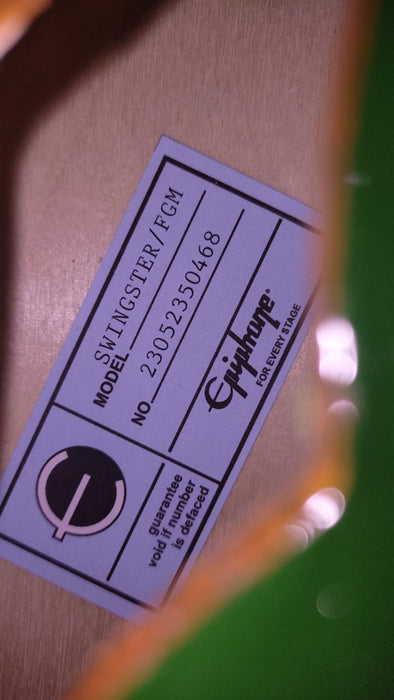 MODEL SWINGSTER/FGM
NO. 23052350468
Epiphone®
FOR EVERY STAGE
guarantee
void if number
is defaced